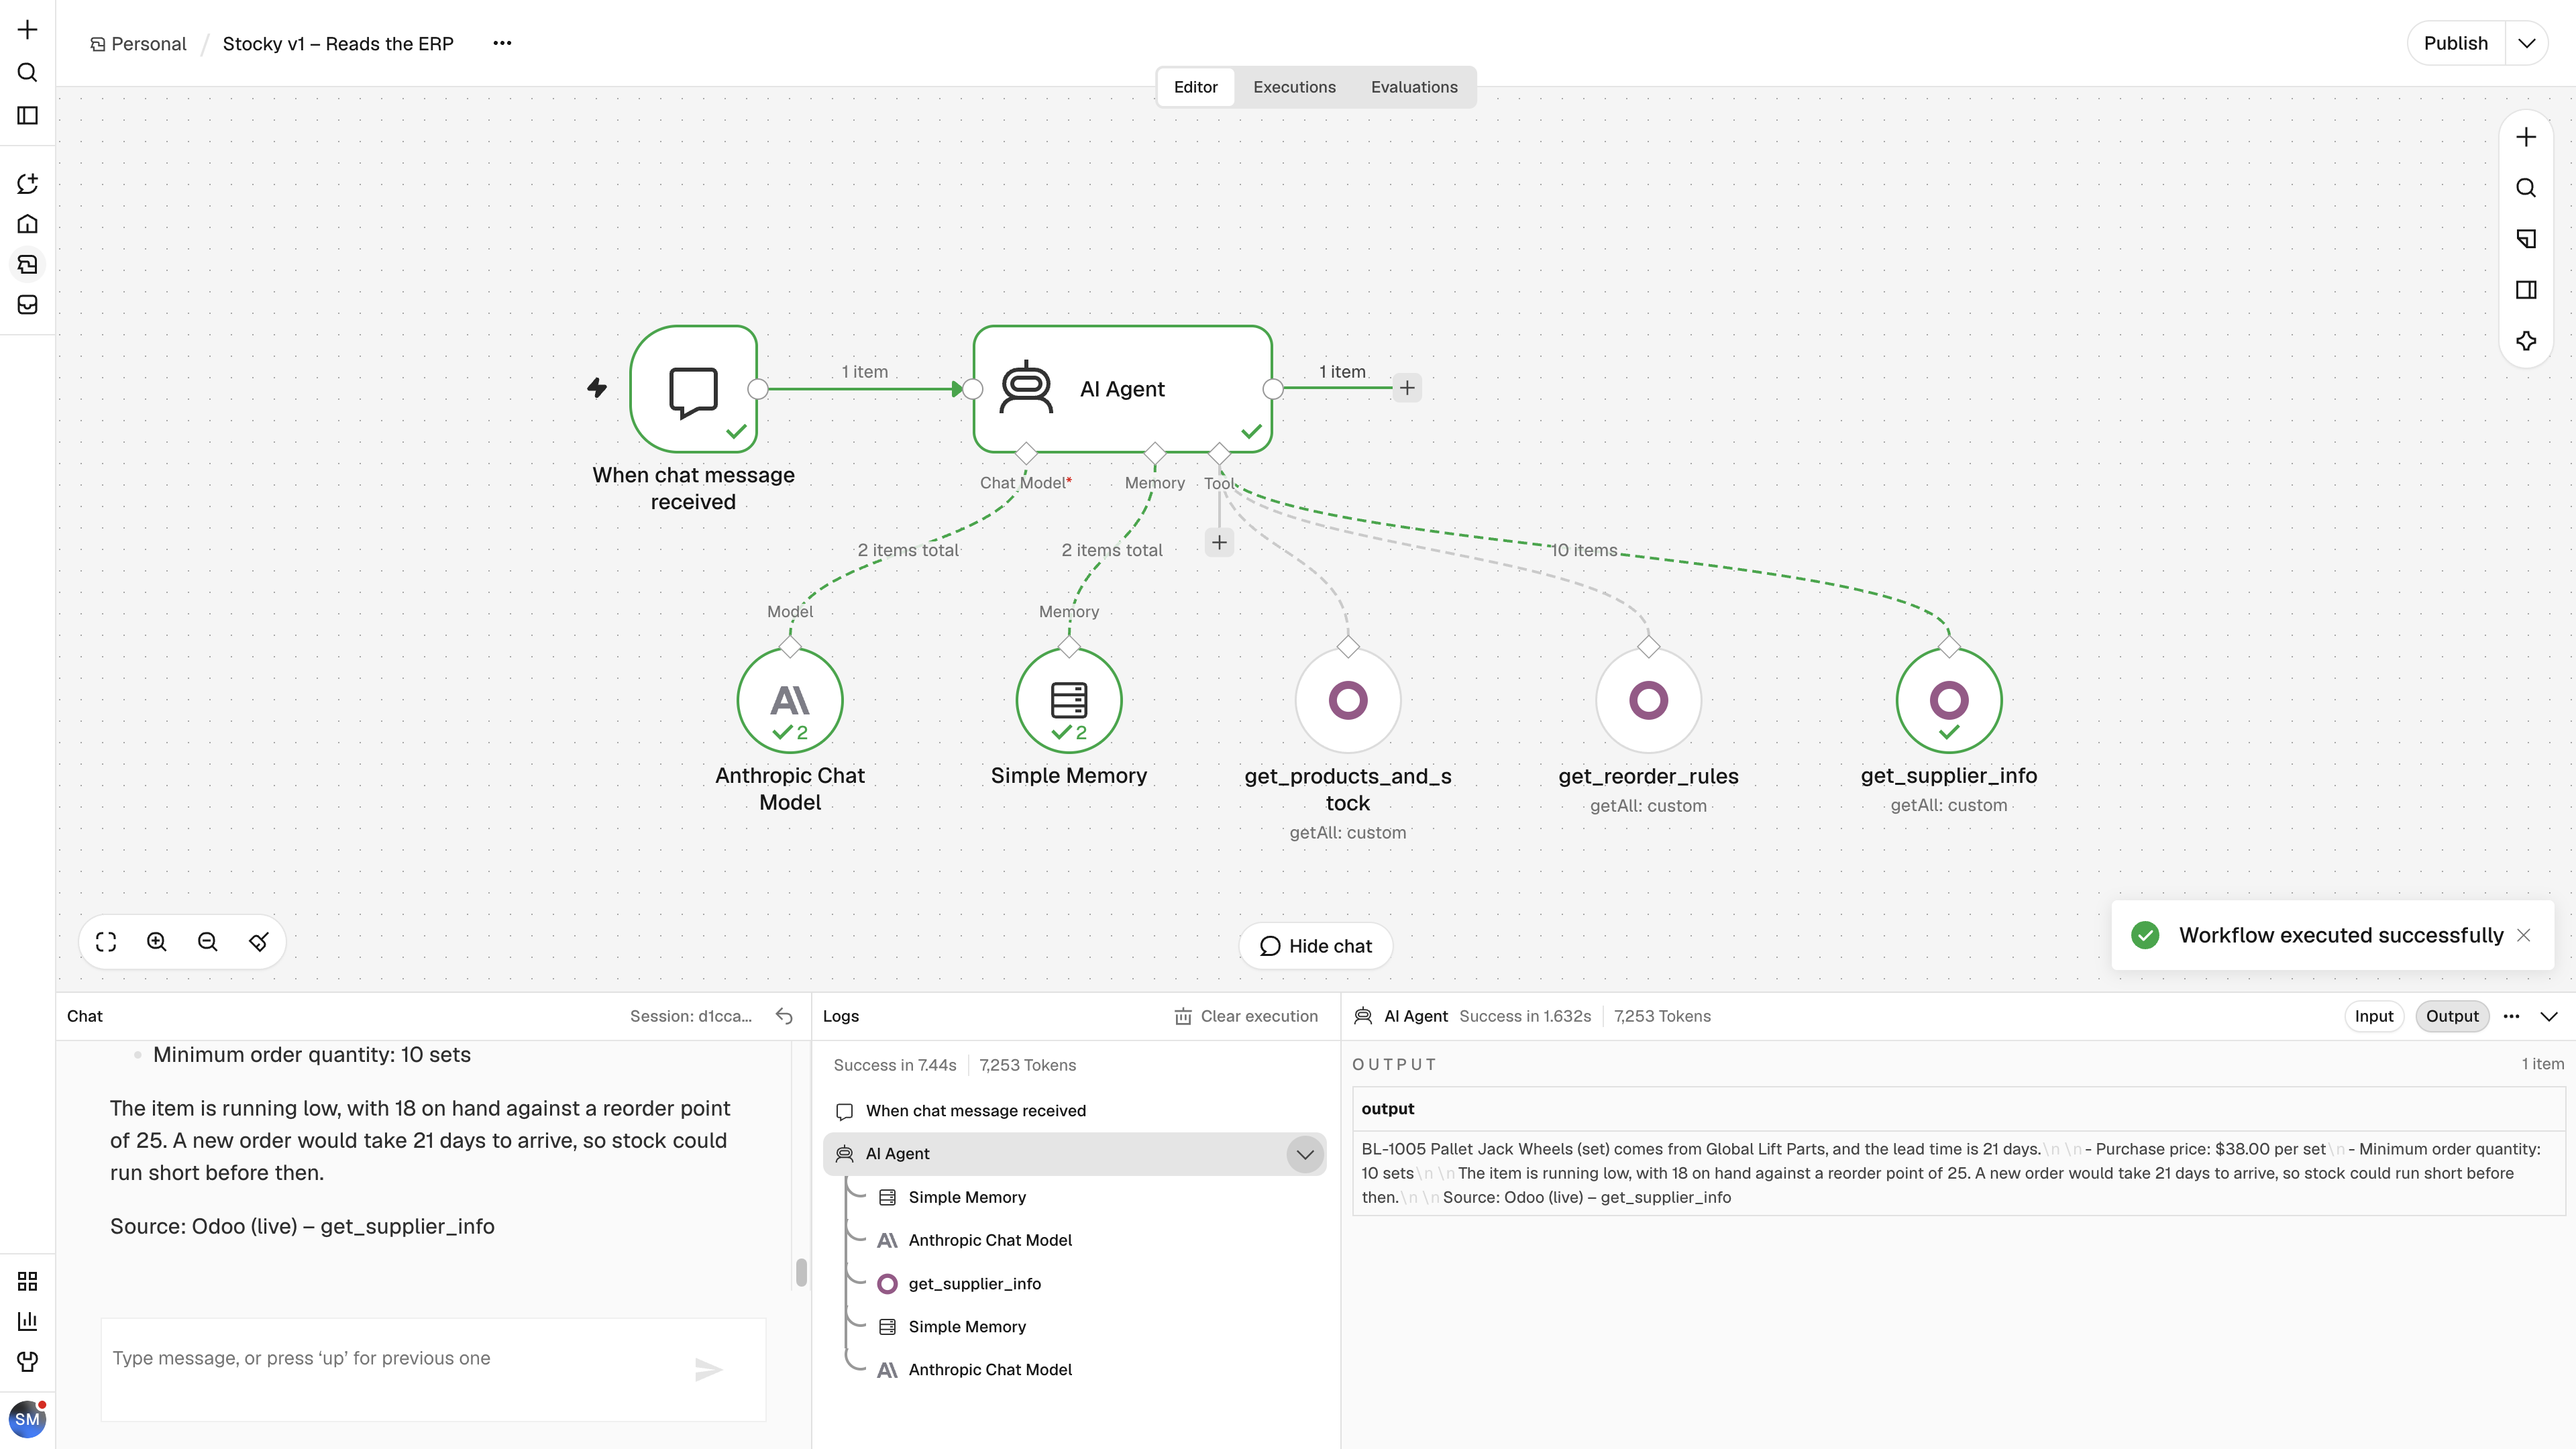 Personal / Stocky v1 – Reads the ERP
Publish
Editor Executions Evaluations
1 item
AI Agent
1 item
When chat message
received
Chat Model* Memory Tool
2 items total 2 items total 10 items
Model Memory
2 2
Anthropic Chat
Model
Simple Memory
get_products_and_s
tock
getAll: custom
get_reorder_rules
getAll: custom
get_supplier_info
getAll: custom
Hide chat
Workflow executed successfully
Chat Session: d1cca...
Minimum order quantity: 10 sets
The item is running low, with 18 on hand against a reorder point
of 25. A new order would take 21 days to arrive, so stock could
run short before then.
Source: Odoo (live) – get_supplier_info
Type message, or press ‘up’ for previous one
SM
Logs Clear execution
Success in 7.44s 7,253 Tokens
When chat message received
AI Agent
Simple Memory
Anthropic Chat Model
get_supplier_info
Simple Memory
Anthropic Chat Model
AI Agent Success in 1.632s 7,253 Tokens Input Output
OUTPUT 1 item
output
BL-1005 Pallet Jack Wheels (set) comes from Global Lift Parts, and the lead time is 21 days.\n \n - Purchase price: $38.00 per set\n - Minimum order quantity:
10 sets\n \n The item is running low, with 18 on hand against a reorder point of 25. A new order would take 21 days to arrive, so stock could run short before
then.\n \n Source: Odoo (live) – get_supplier_info